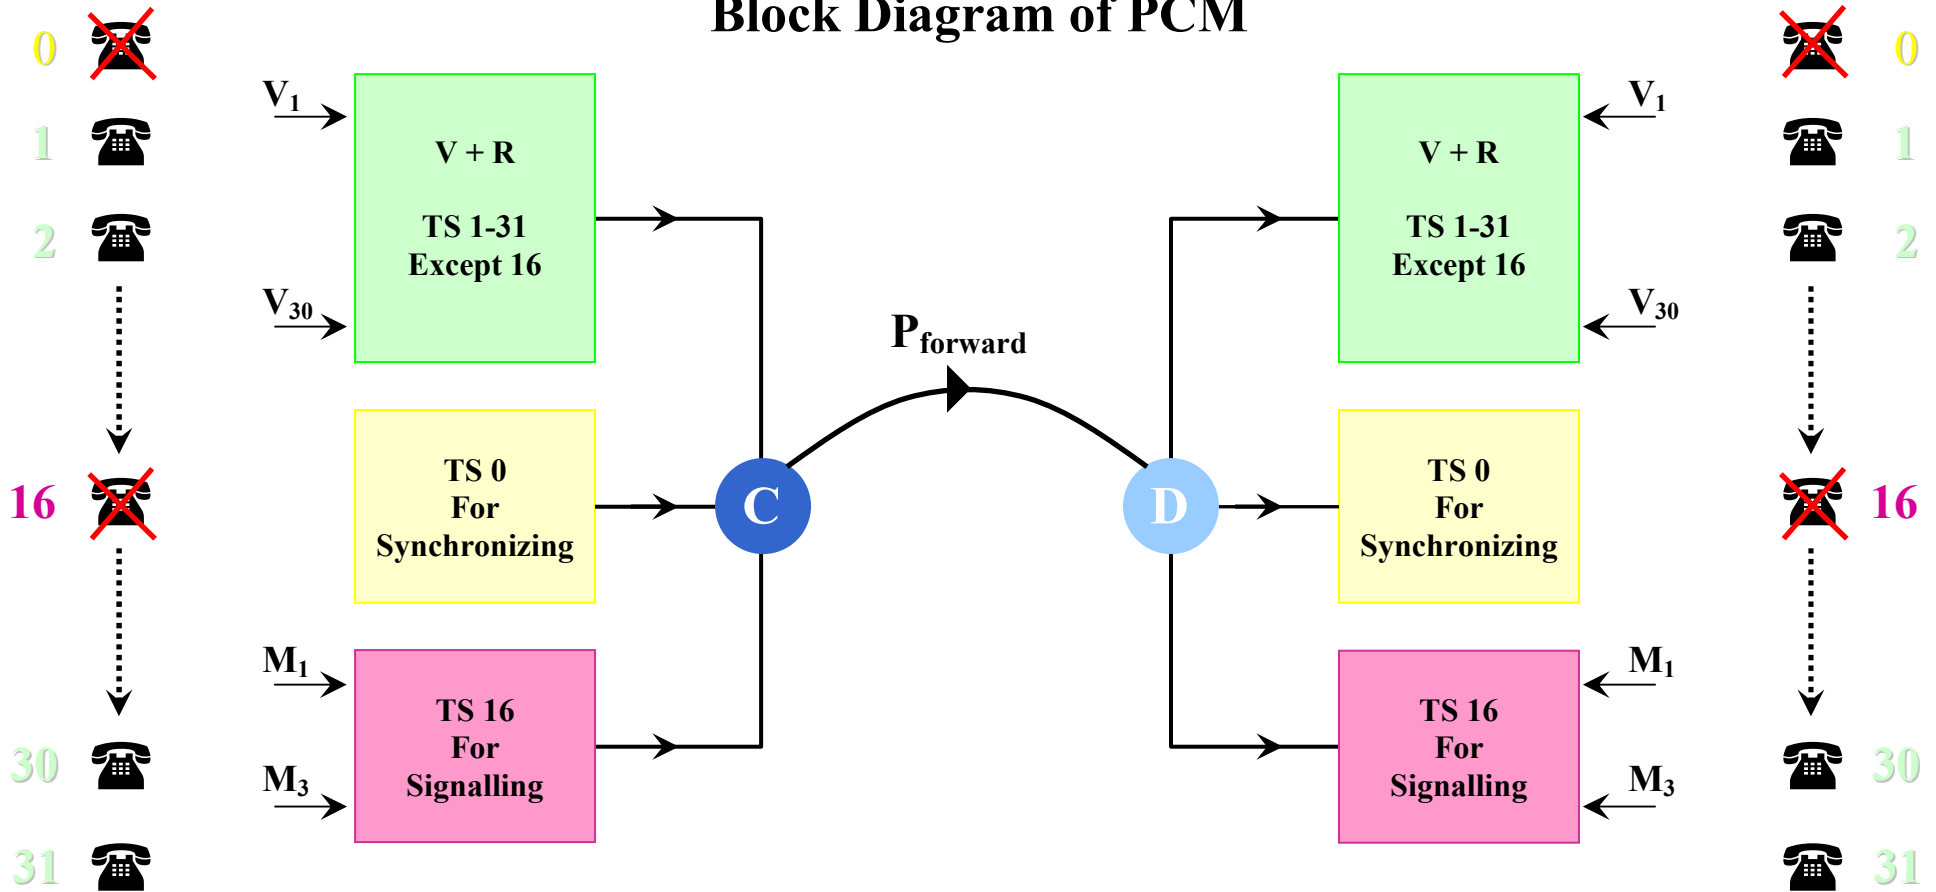 Block Diagram of PCM
0
1
2
16
30
31
V1
V30
V + R
TS 1-31
Except 16
TS 0
For
Synchronizing
M1
M3
TS 16
For
Signalling
C
Pforward
D
V + R
TS 1-31
Except 16
V1
V30
TS 0
For
Synchronizing
TS 16
For
Signalling
M1
M3
0
1
2
16
30
31